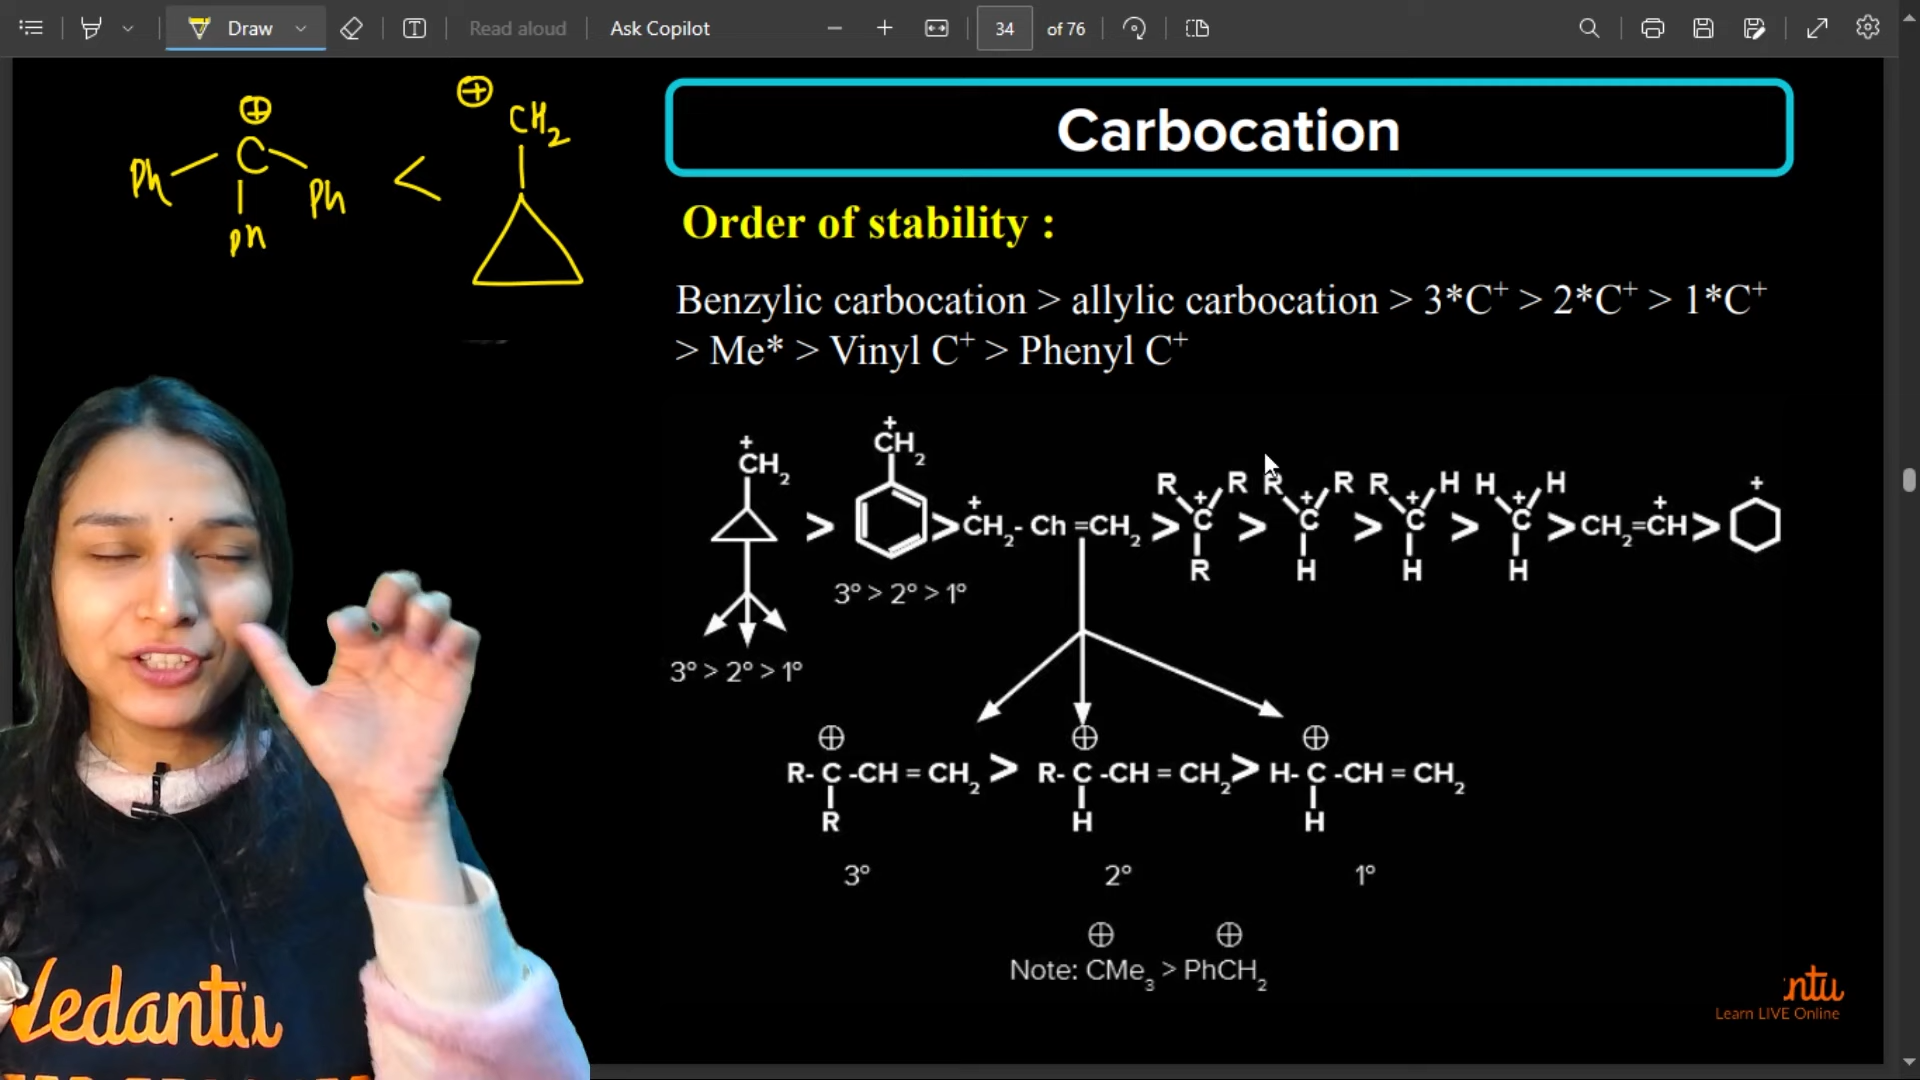 Draw
Read aloud
Ask Copilot
34 of 76
⊕
C
Ph
Ph
Ph
<
⊕
CH2
Carbocation
Order of stability :
Benzylic carbocation > allylic carbocation > 3*C⁺ > 2*C⁺ > 1*C⁺
> Me* > Vinyl C⁺ > Phenyl C⁺
+ CH2 > + CH2 > + CH2- Ch =CH2 > R R + C R > R R + C H > R H + C H > H H + C H > CH2=+CH > +
3° > 2° > 1°
3° > 2° > 1°
⊕ ⊕ ⊕
R- C -CH = CH2 > R- C -CH = CH2 > H- C -CH = CH2
R H H
3° 2° 1°
⊕ ⊕
Note: CMe3 > PhCH2
Vedantu
ntu
Learn LIVE Online